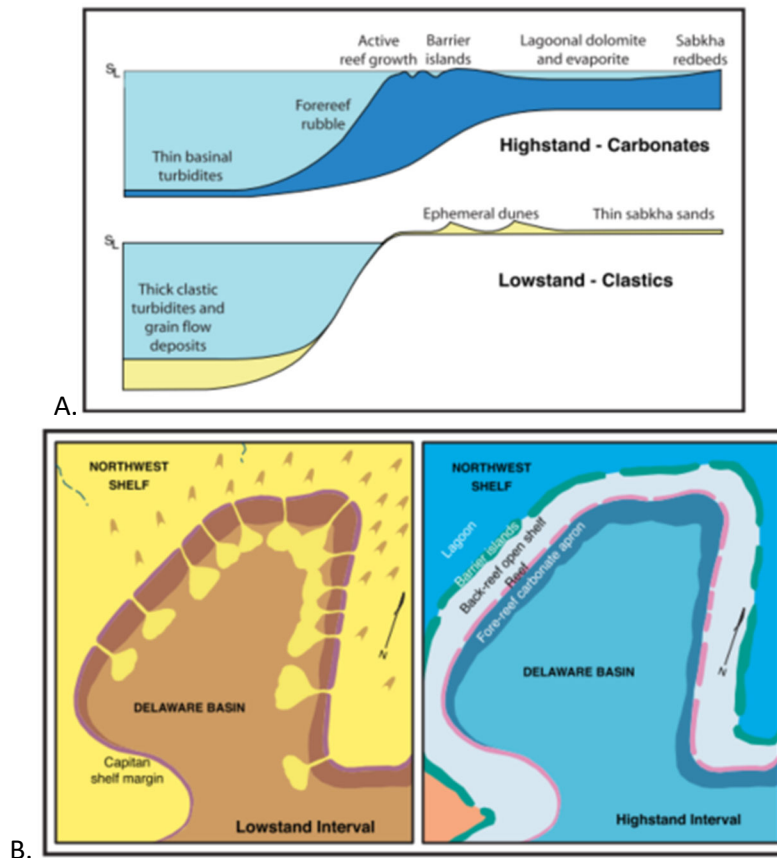 Active
reef growth
Barrier
islands
Lagoonal dolomite
and evaporite
Sabkha
redbeds
SL
Forereef
rubble
Thin basinal
turbidites
Highstand - Carbonates
Ephemeral dunes
Thin sabkha sands
SL
Lowstand - Clastics
Thick clastic
turbidites and
grain flow
deposits
A.
NORTHWEST
SHELF
DELAWARE BASIN
N
Capitan
shelf margin
Lowstand Interval
NORTHWEST
SHELF
Lagoon
Barrier islands
Back-reef open shelf
Reef
Fore-reef carbonate apron
DELAWARE BASIN
N
Highstand Interval
B.